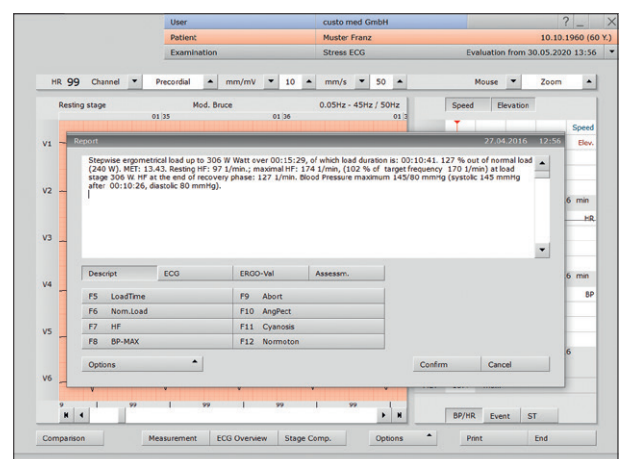 User custo med GmbH ? _ X
Patient Muster Franz 10.10.1960 (60 Y.)
Examination Stress ECG Evaluation from 30.05.2020 13:56
HR 99 Channel Precordial mm/mV 10 mm/s 50 Mouse Zoom
Resting stage Mod. Bruce 0.05Hz - 45Hz / 50Hz Speed Elevation
01:35 01:36 01:3
Speed
V1 Report 27.04.2016 12:56 Elev.
Stepwise ergometrical load up to 306 W Watt over 00:15:29, of which load duration is: 00:10:41. 127 % out of normal load
(240 W). MET: 13.43. Resting HF: 97 1/min.; maximal HF: 174 1/min, (102 % of target frequency 170 1/min) at load
stage 306 W. HF at the end of recovery phase: 127 1/min. Blood Pressure maximum 145/80 mmHg (systolic 145 mmHg
after 00:10:26, diastolic 80 mmHg).
V2 6 min
HR
V3
Descript ECG ERGO-Val Assessm. 6 min
V4
F5 LoadTime F9 Abort BP
F6 Nom.Load F10 AngPect
F7 HF F11 Cyanosis
V5
F8 BP-MAX F12 Normoton
6
Options Confirm Cancel
V6
9 99 99 99 99
BP/HR Event ST
Comparison Measurement ECG Overview Stage Comp. Options Print End